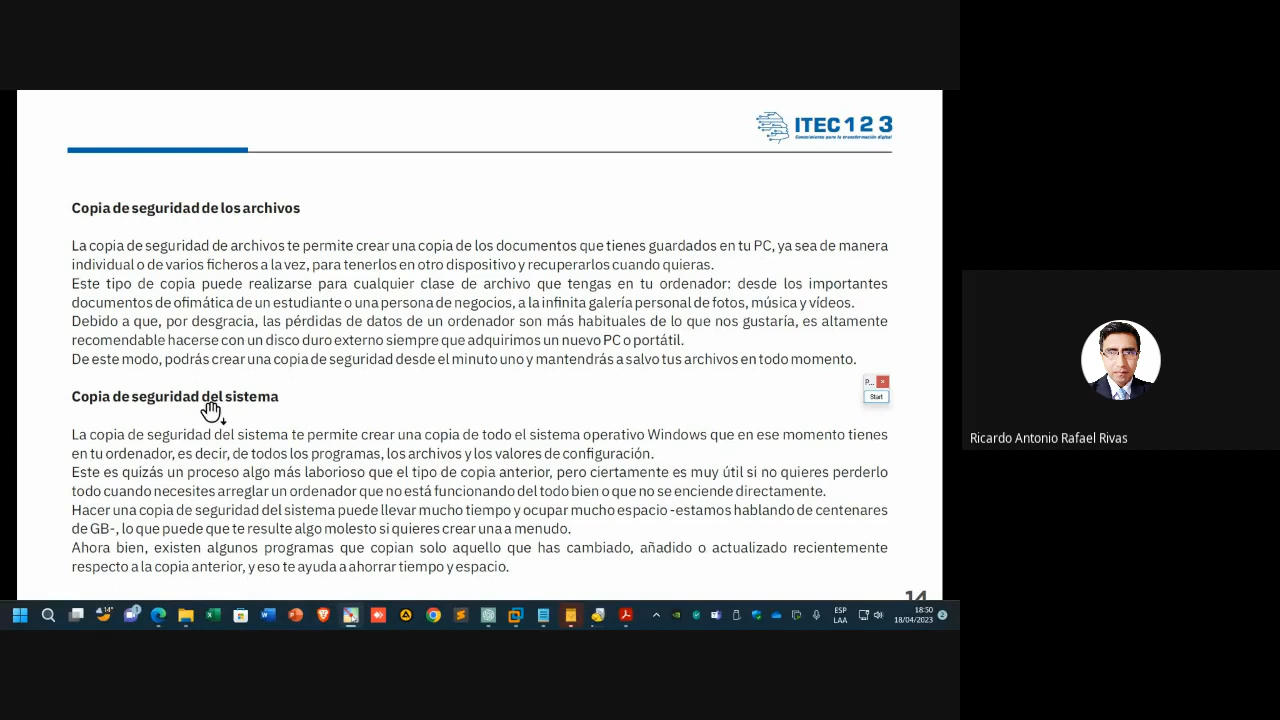 ITEC 1 2 3
Conocimiento para la transformación digital
Copia de seguridad de los archivos
La copia de seguridad de archivos te permite crear una copia de los documentos que tienes guardados en tu PC, ya sea de manera
individual o de varios ficheros a la vez, para tenerlos en otro dispositivo y recuperarlos cuando quieras.
Este tipo de copia puede realizarse para cualquier clase de archivo que tengas en tu ordenador: desde los importantes
documentos de ofimática de un estudiante o una persona de negocios, a la infinita galería personal de fotos, música y vídeos.
Debido a que, por desgracia, las pérdidas de datos de un ordenador son más habituales de lo que nos gustaría, es altamente
recomendable hacerse con un disco duro externo siempre que adquirimos un nuevo PC o portátil.
De este modo, podrás crear una copia de seguridad desde el minuto uno y mantendrás a salvo tus archivos en todo momento.
P...
Start
Copia de seguridad del sistema
La copia de seguridad del sistema te permite crear una copia de todo el sistema operativo Windows que en ese momento tienes
en tu ordenador, es decir, de todos los programas, los archivos y los valores de configuración.
Este es quizás un proceso algo más laborioso que el tipo de copia anterior, pero ciertamente es muy útil si no quieres perderlo
todo cuando necesites arreglar un ordenador que no está funcionando del todo bien o que no se enciende directamente.
Hacer una copia de seguridad del sistema puede llevar mucho tiempo y ocupar mucho espacio -estamos hablando de centenares
de GB-, lo que puede que te resulte algo molesto si quieres crear una a menudo.
Ahora bien, existen algunos programas que copian solo aquello que has cambiado, añadido o actualizado recientemente
respecto a la copia anterior, y eso te ayuda a ahorrar tiempo y espacio.
14
14°
ESP
LAA
18:50
18/04/2023
Ricardo Antonio Rafael Rivas